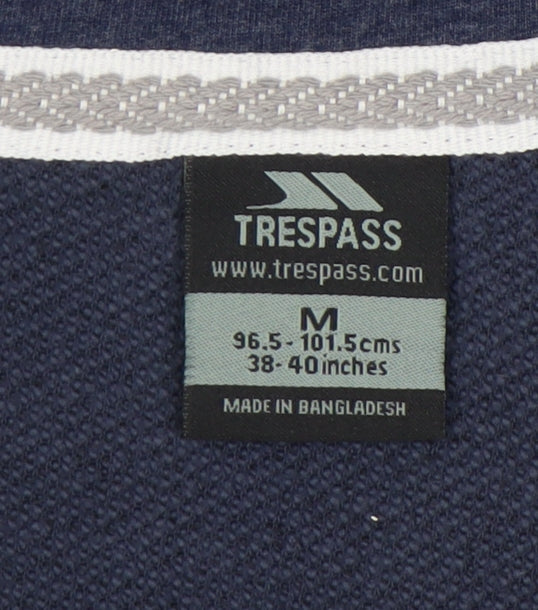 TRESPASS
www.trespass.com
M
96.5 - 101.5cms
38- 40inches
MADE IN BANGLADESH